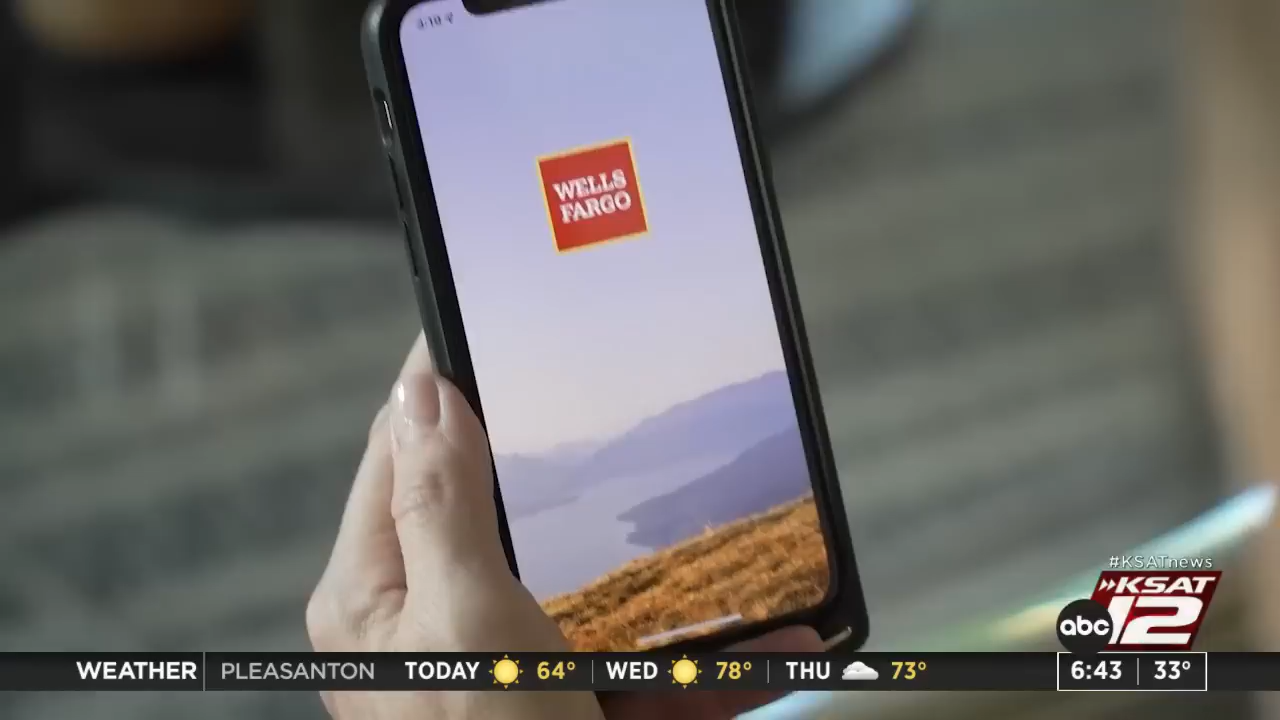 WELLS
FARGO
#KSATnews
KSAT
abc 12
WEATHER PLEASANTON TODAY 64° WED 78° THU 73° 6:43 33°